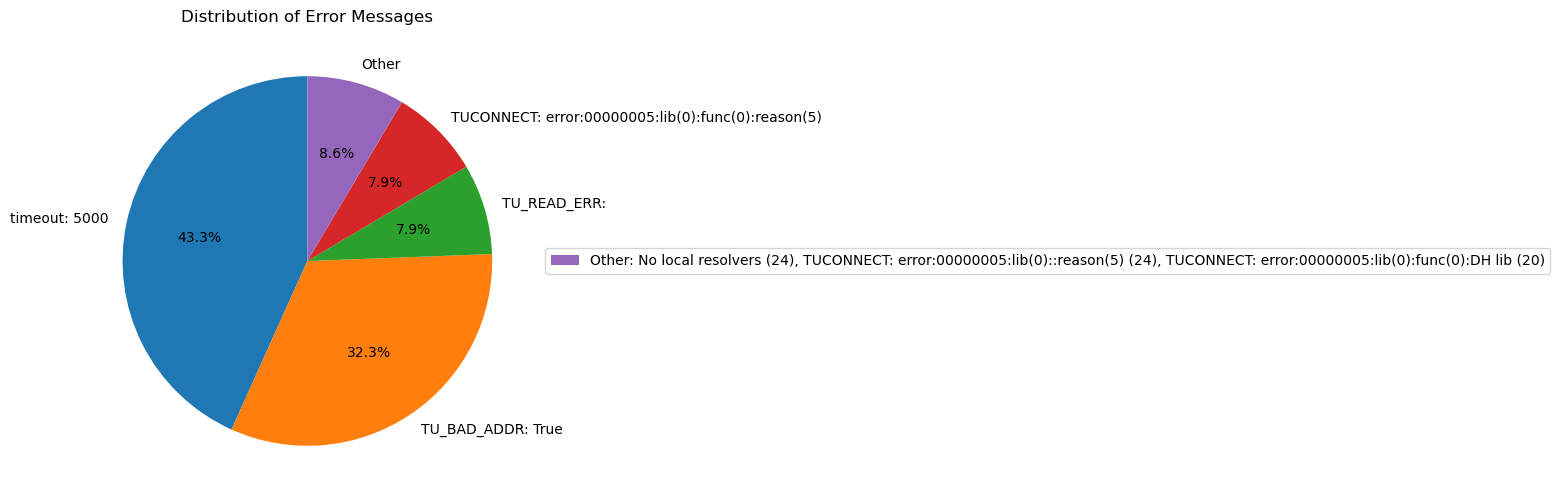 Distribution of Error Messages
Other
TUCONNECT: error:00000005:lib(0):func(0):reason(5)
8.6%
7.9%
TU_READ_ERR:
timeout: 5000
43.3%
7.9%
Other: No local resolvers (24), TUCONNECT: error:00000005:lib(0)::reason(5) (24), TUCONNECT: error:00000005:lib(0):func(0):DH lib (20)
32.3%
TU_BAD_ADDR: True